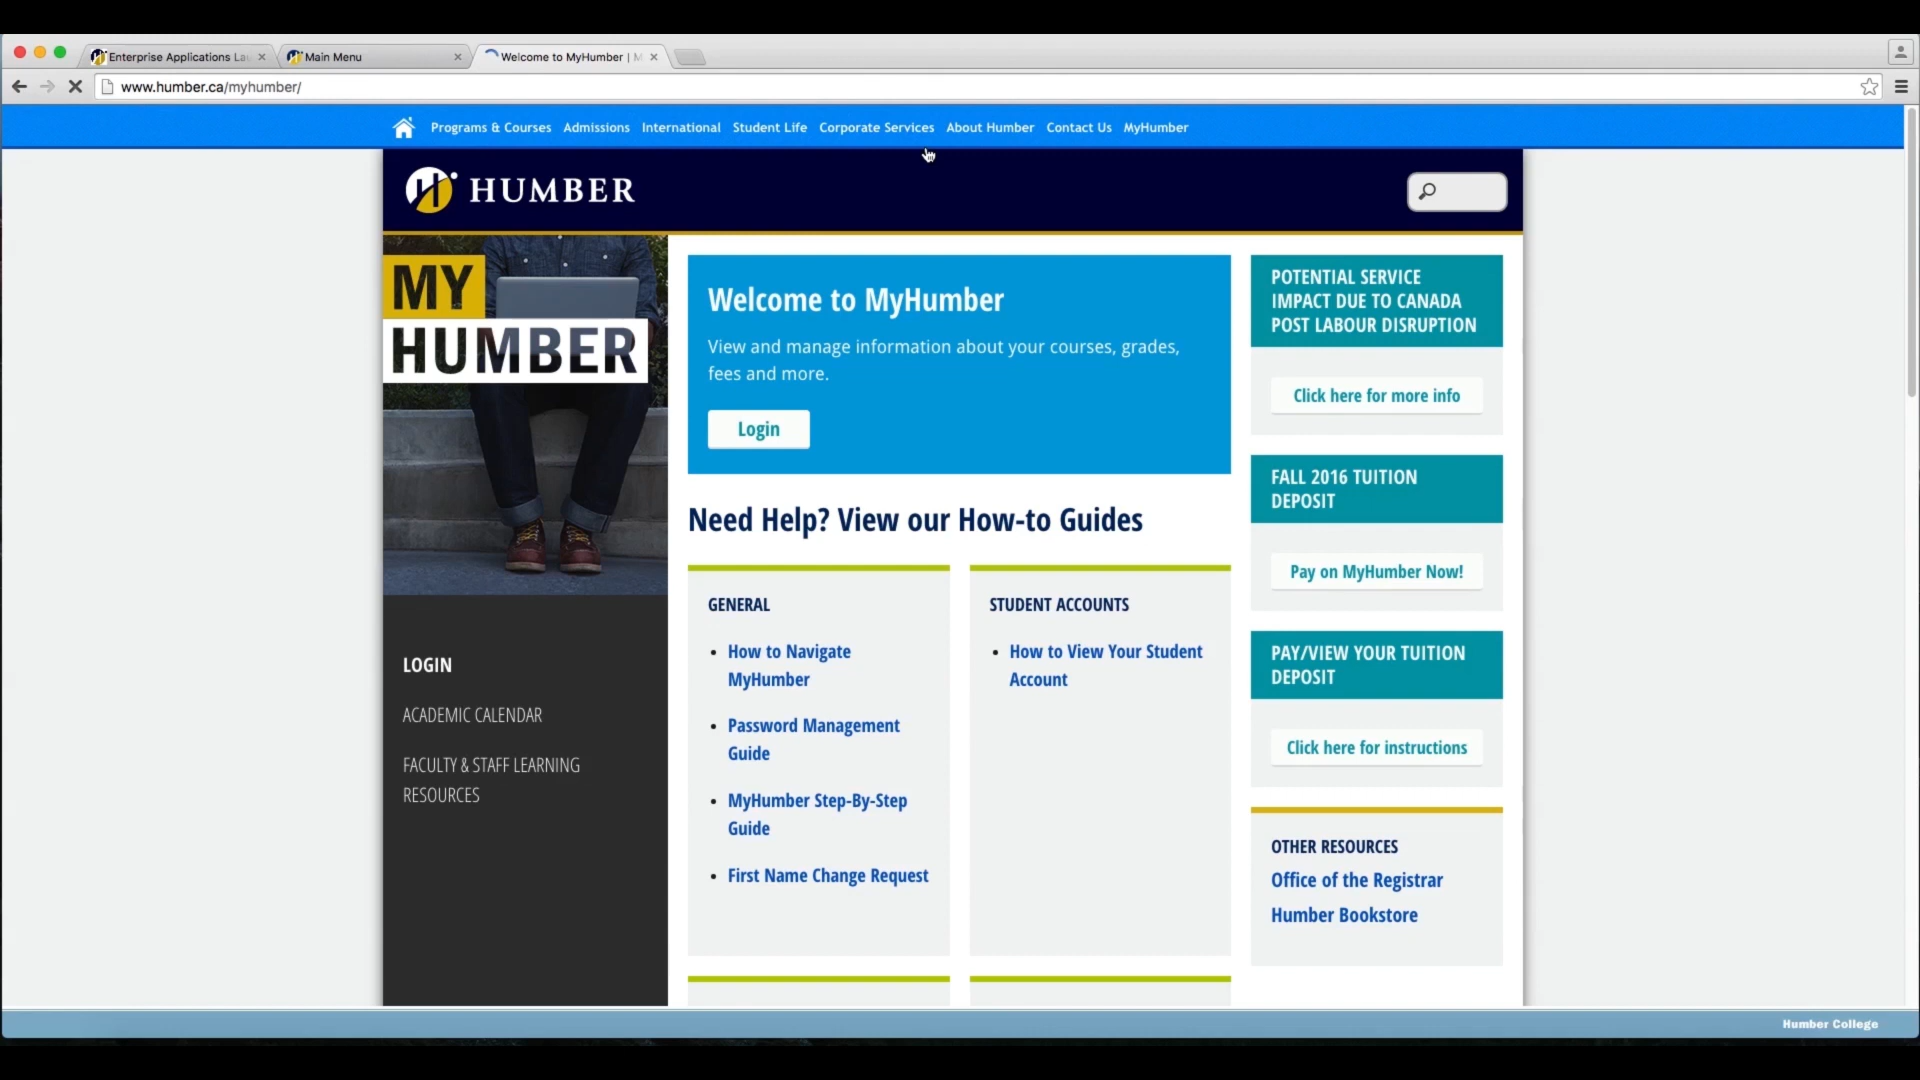 Enterprise Applications La
Main Menu
Welcome to MyHumber | M
www.humber.ca/myhumber/
Programs & Courses Admissions International Student Life Corporate Services About Humber Contact Us MyHumber
HUMBER
MY
HUMBER
LOGIN
ACADEMIC CALENDAR
FACULTY & STAFF LEARNING
RESOURCES
Welcome to MyHumber
View and manage information about your courses, grades,
fees and more.
Login
Need Help? View our How-to Guides
GENERAL
• How to Navigate
MyHumber
• Password Management
Guide
• MyHumber Step-By-Step
Guide
• First Name Change Request
STUDENT ACCOUNTS
• How to View Your Student
Account
POTENTIAL SERVICE
IMPACT DUE TO CANADA
POST LABOUR DISRUPTION
Click here for more info
FALL 2016 TUITION
DEPOSIT
Pay on MyHumber Now!
PAY/VIEW YOUR TUITION
DEPOSIT
Click here for instructions
OTHER RESOURCES
Office of the Registrar
Humber Bookstore
Humber College